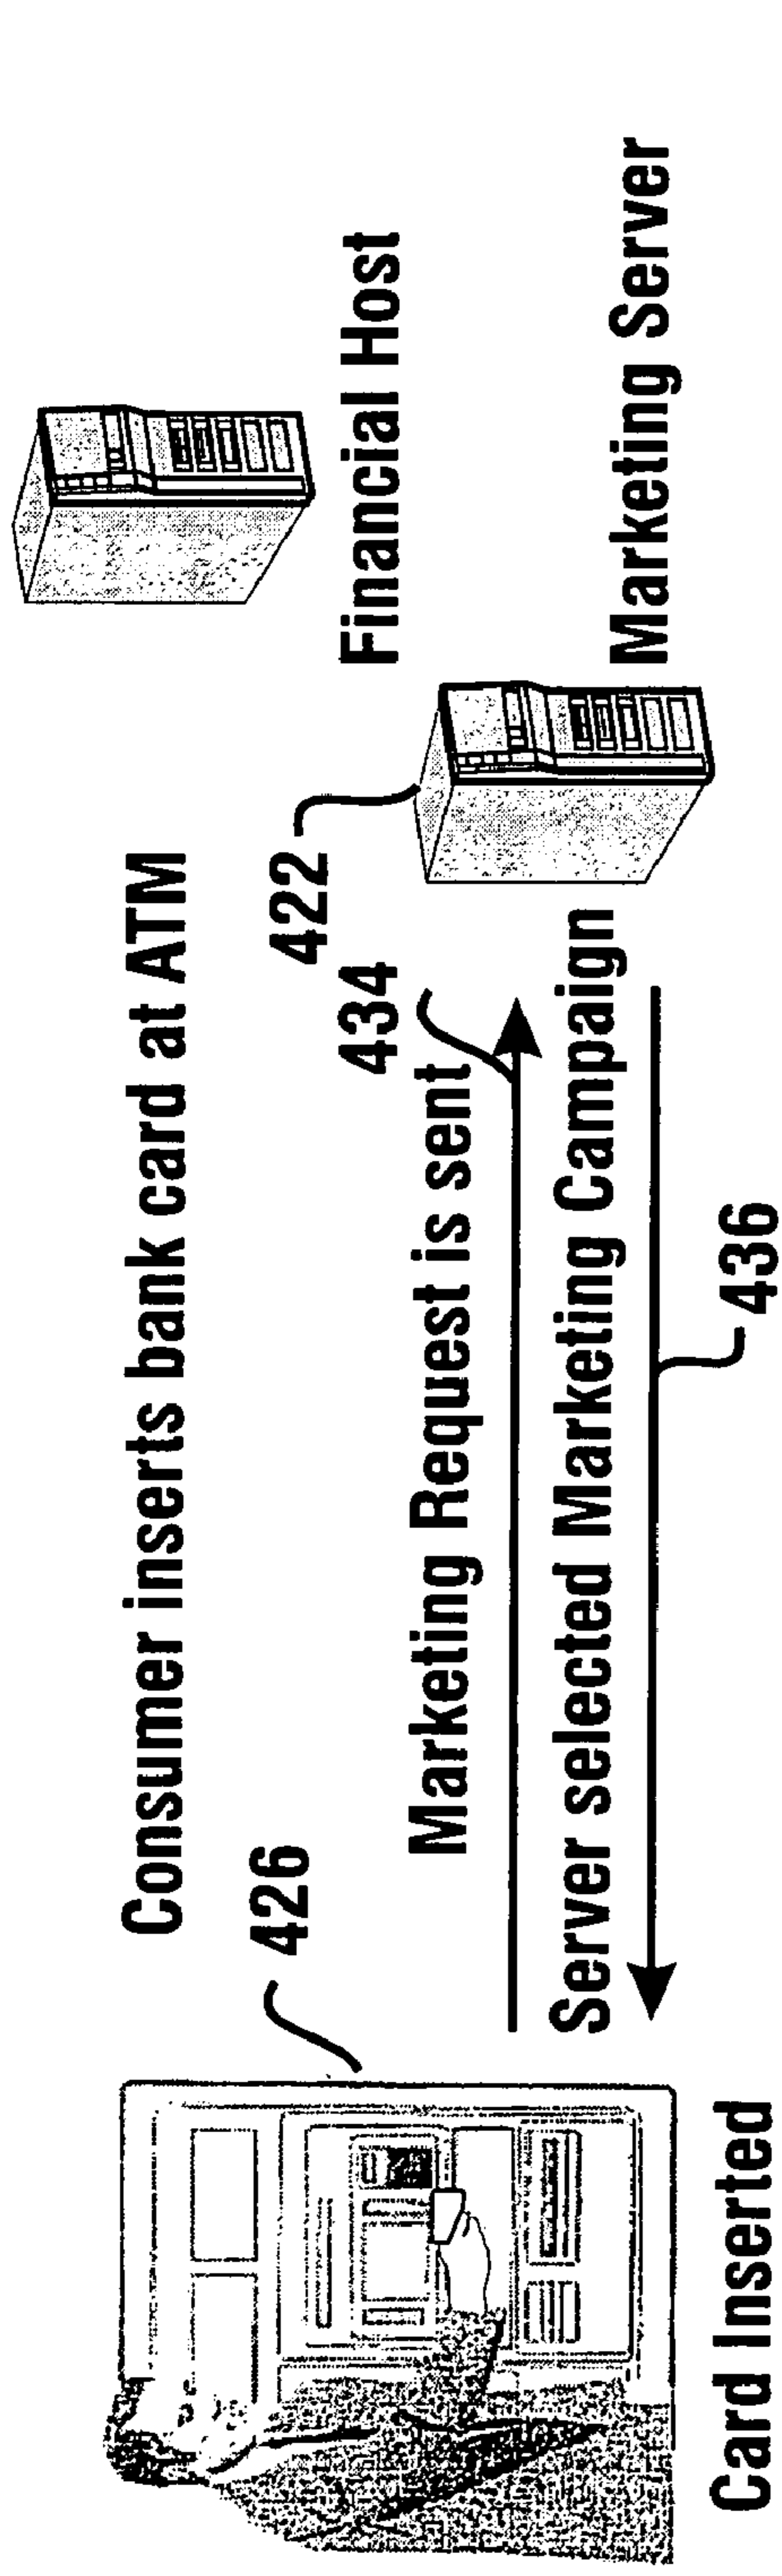 Consumer inserts bank card at ATM
Financial Host
426
422
434
Marketing Request is sent
Server selected Marketing Campaign
Marketing Server
436
Card Inserted